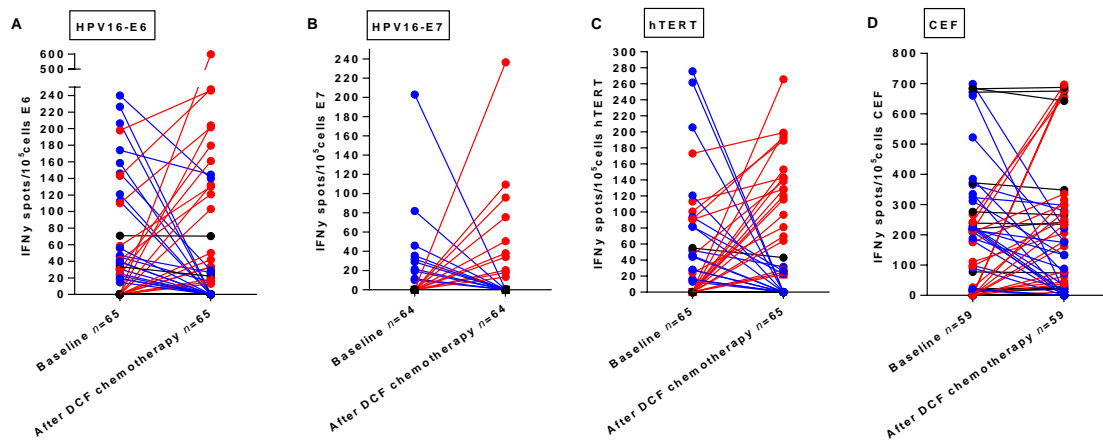 A
HPV16-E6
IFNγ spots/10⁵cells E6
600
500
240
220
200
180
160
140
120
100
80
60
40
20
0
Baseline n=65
After DCF chemotherapy n=65
B
HPV16-E7
IFNγ spots/10⁵cells E7
240
220
200
180
160
140
120
100
80
60
40
20
0
Baseline n=64
After DCF chemotherapy n=64
C
hTERT
IFNγ spots/10⁵cells hTERT
300
280
260
240
220
200
180
160
140
120
100
80
60
40
20
0
Baseline n=65
After DCF chemotherapy n=65
D
CEF
IFNγ spots/10⁵cells CEF
800
700
600
500
400
300
200
100
0
Baseline n=59
After DCF chemotherapy n=59